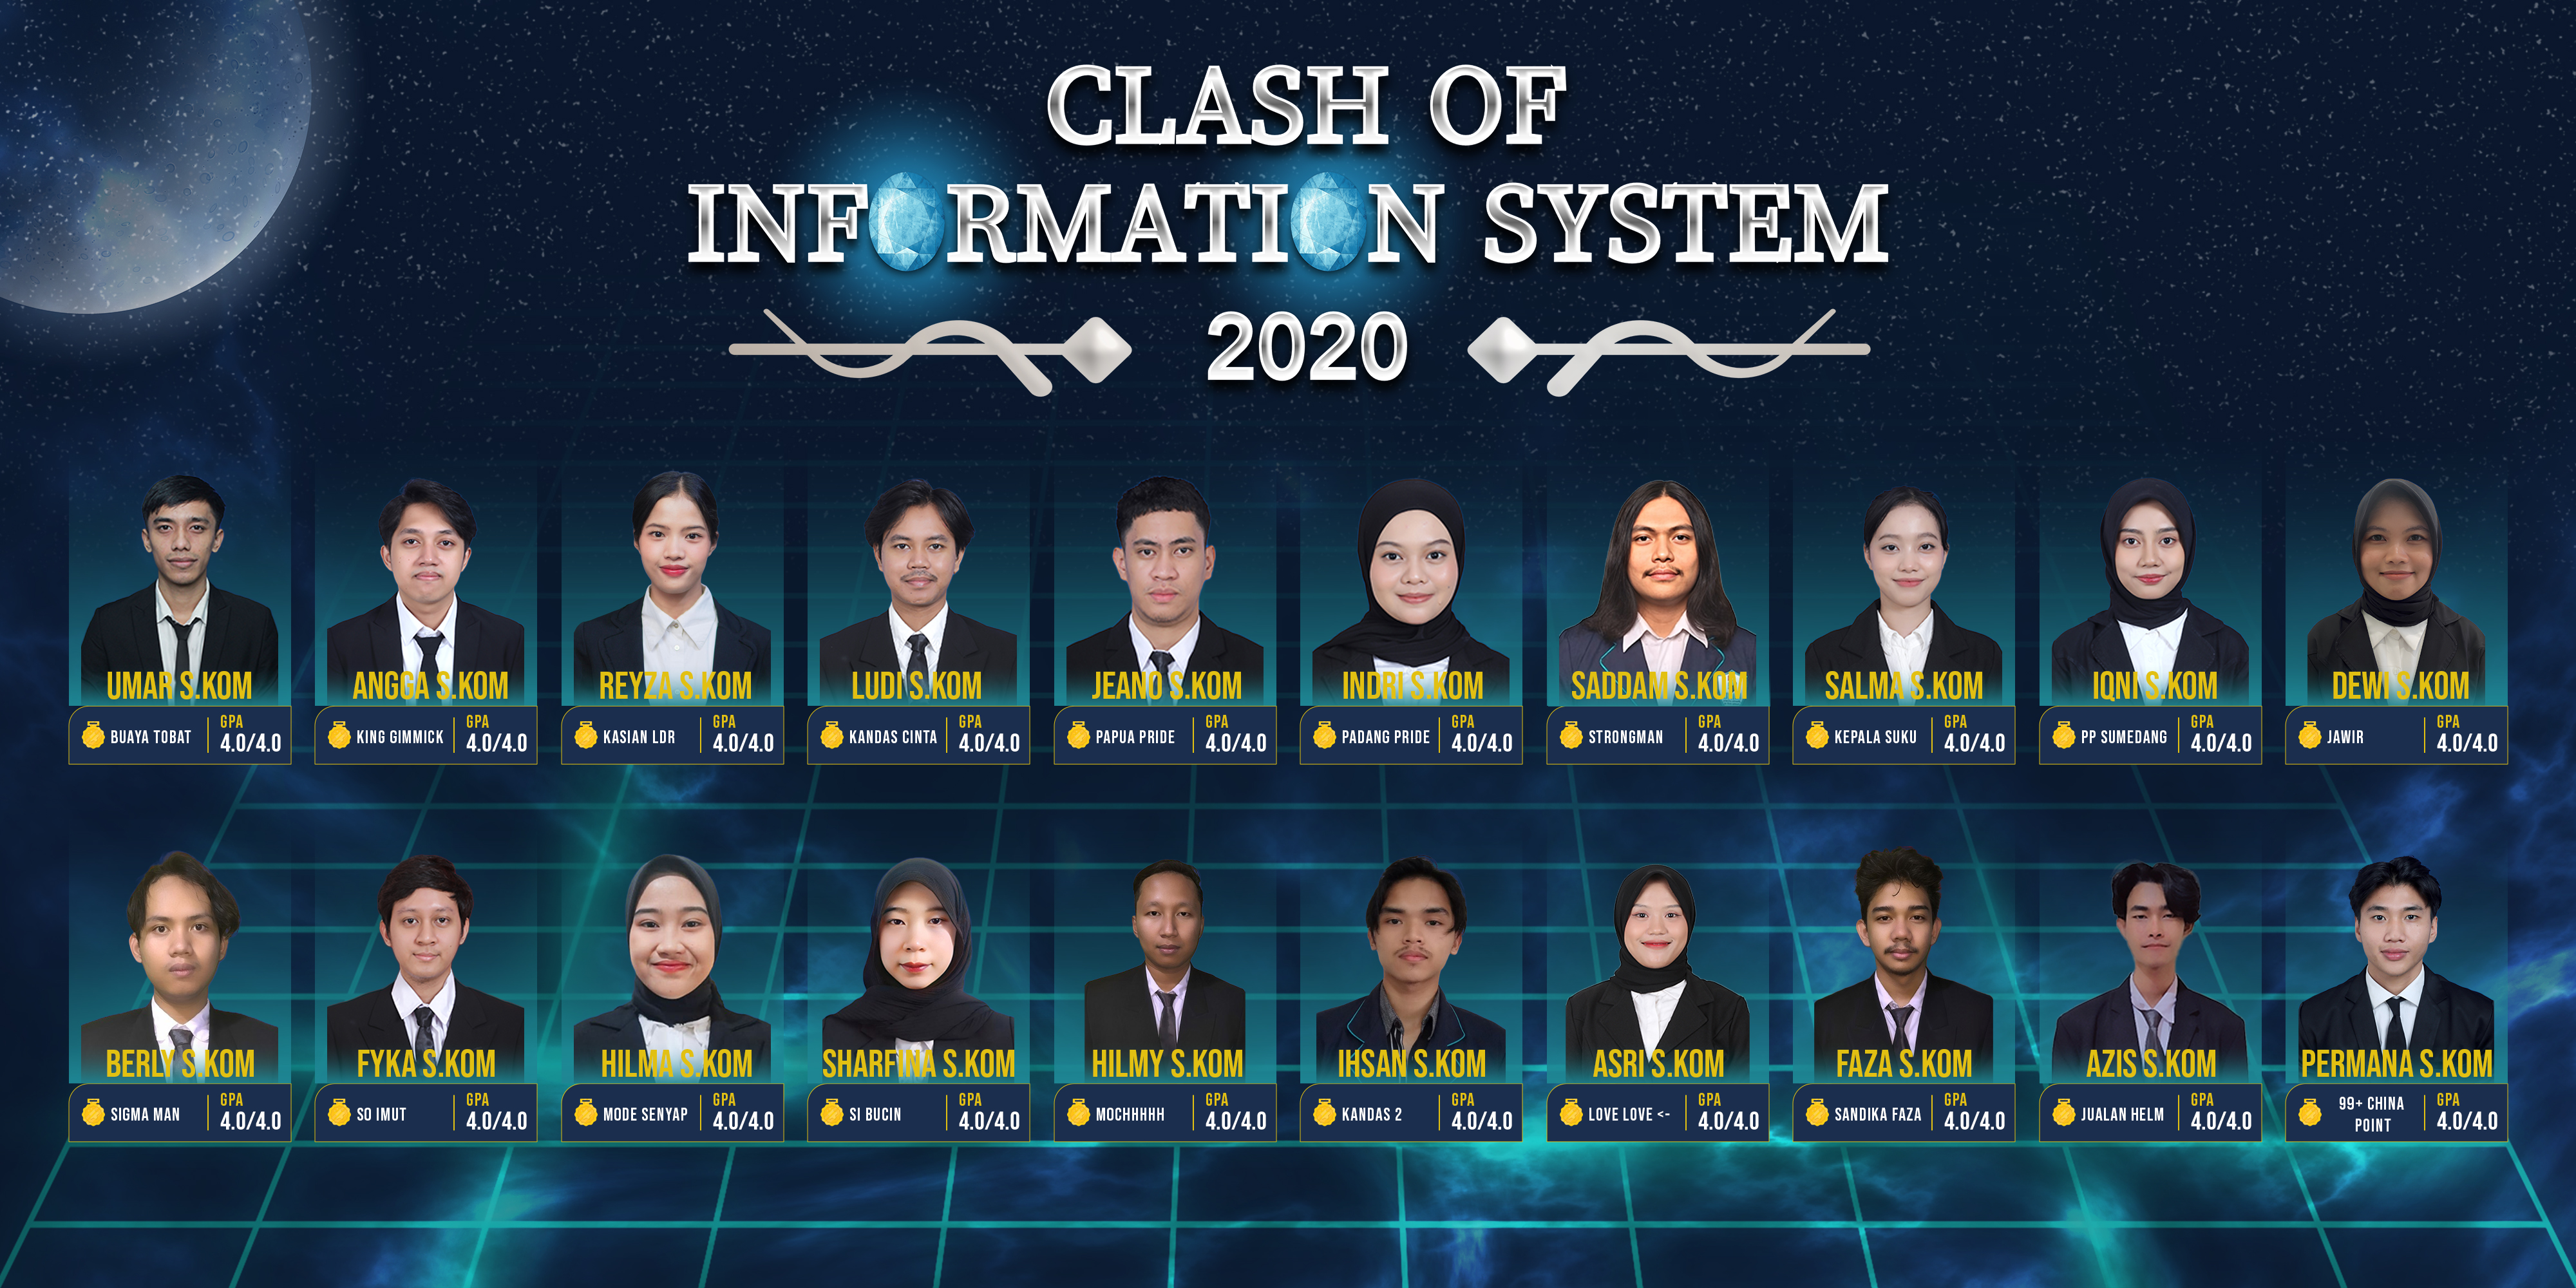 CLASH OF
INFORMATION SYSTEM
2020
UMAR S.KOM
BUAYA TOBAT
GPA
4.0/4.0
ANGGA S.KOM
KING GIMMICK
GPA
4.0/4.0
REYZA S.KOM
KASIAN LDR
GPA
4.0/4.0
LUDI S.KOM
KANDAS CINTA
GPA
4.0/4.0
JEANO S.KOM
PAPUA PRIDE
GPA
4.0/4.0
INDRI S.KOM
PADANG PRIDE
GPA
4.0/4.0
SADDAM S.KOM
STRONGMAN
GPA
4.0/4.0
SALMA S.KOM
KEPALA SUKU
GPA
4.0/4.0
IQNI S.KOM
PP SUMEDANG
GPA
4.0/4.0
DEWI S.KOM
JAWIR
GPA
4.0/4.0
BERLY S.KOM
SIGMA MAN
GPA
4.0/4.0
FYKA S.KOM
SO IMUT
GPA
4.0/4.0
HILMA S.KOM
MODE SENYAP
GPA
4.0/4.0
SHARFINA S.KOM
SI BUCIN
GPA
4.0/4.0
HILMY S.KOM
MOCHHHHH
GPA
4.0/4.0
IHSAN S.KOM
KANDAS 2
GPA
4.0/4.0
ASRI S.KOM
LOVE LOVE <-
GPA
4.0/4.0
FAZA S.KOM
SANDIKA FAZA
GPA
4.0/4.0
AZIS S.KOM
JUALAN HELM
GPA
4.0/4.0
PERMANA S.KOM
99+ CHINA
POINT
GPA
4.0/4.0